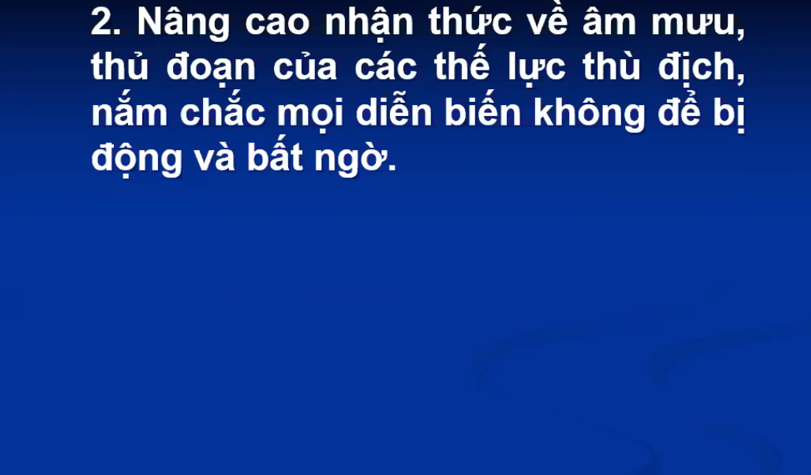 2. Nâng cao nhận thức về âm mưu,
thủ đoạn của các thế lực thù địch,
nắm chắc mọi diễn biến không để bị
động và bất ngờ.